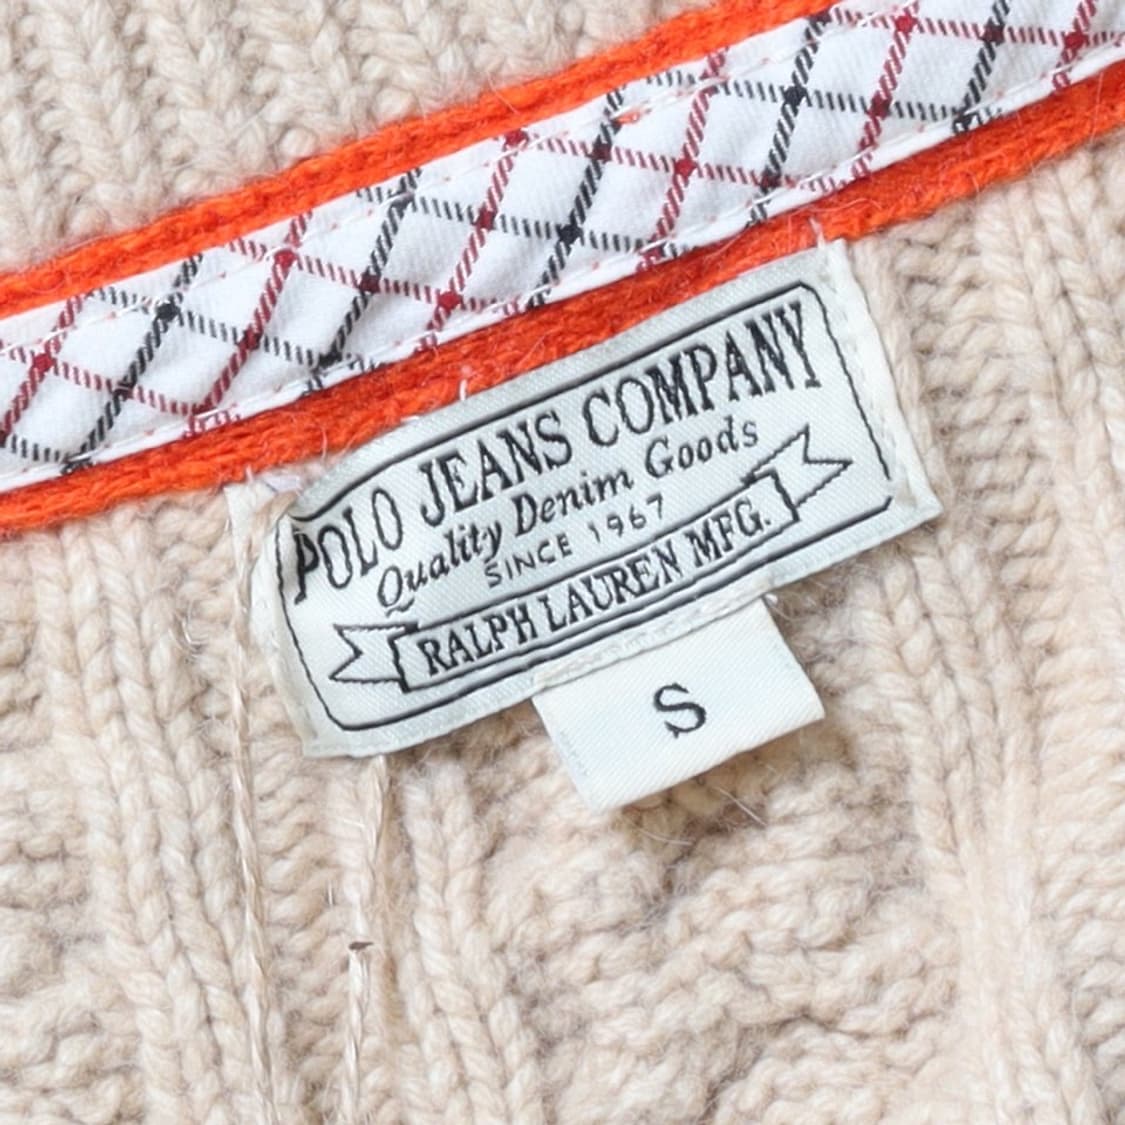 POLO JEANS COMPANY
Quality Denim Goods
SINCE 1967
RALPH LAUREN MFG.
S